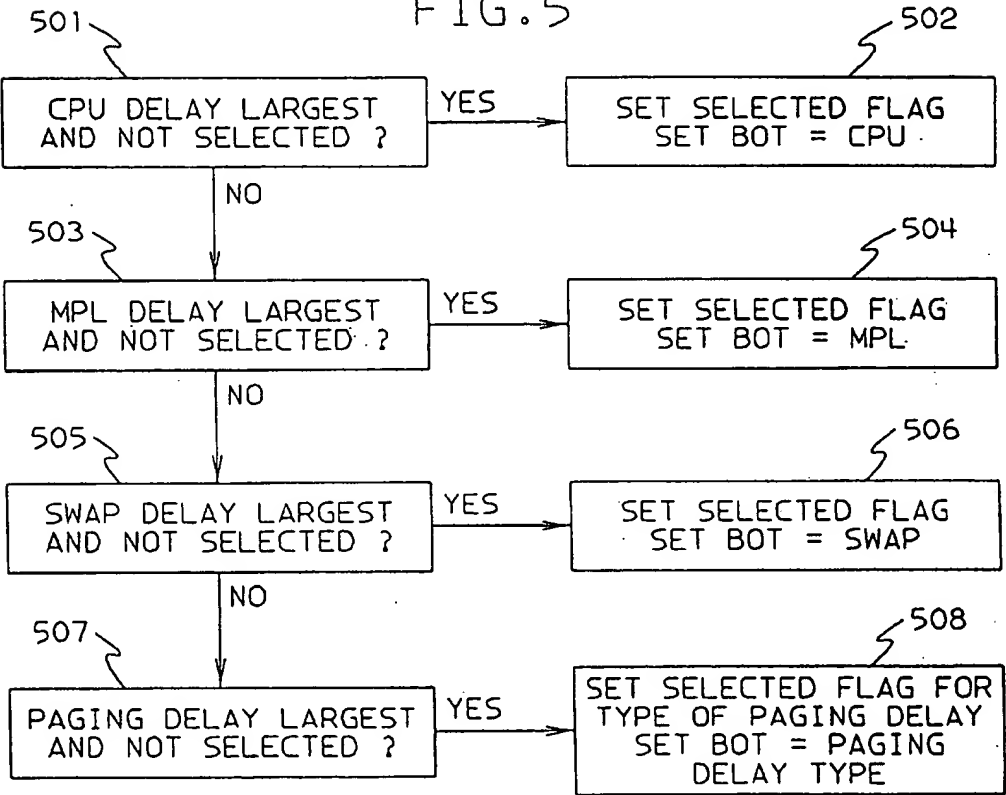 FIG.5
501
502
CPU DELAY LARGEST
AND NOT SELECTED ?
YES
SET SELECTED FLAG
SET BOT = CPU
NO
503
504
MPL DELAY LARGEST
AND NOT SELECTED ?
YES
SET SELECTED FLAG
SET BOT = MPL
NO
505
506
SWAP DELAY LARGEST
AND NOT SELECTED ?
YES
SET SELECTED FLAG
SET BOT = SWAP
NO
507
508
PAGING DELAY LARGEST
AND NOT SELECTED ?
YES
SET SELECTED FLAG FOR
TYPE OF PAGING DELAY
SET BOT = PAGING
DELAY TYPE